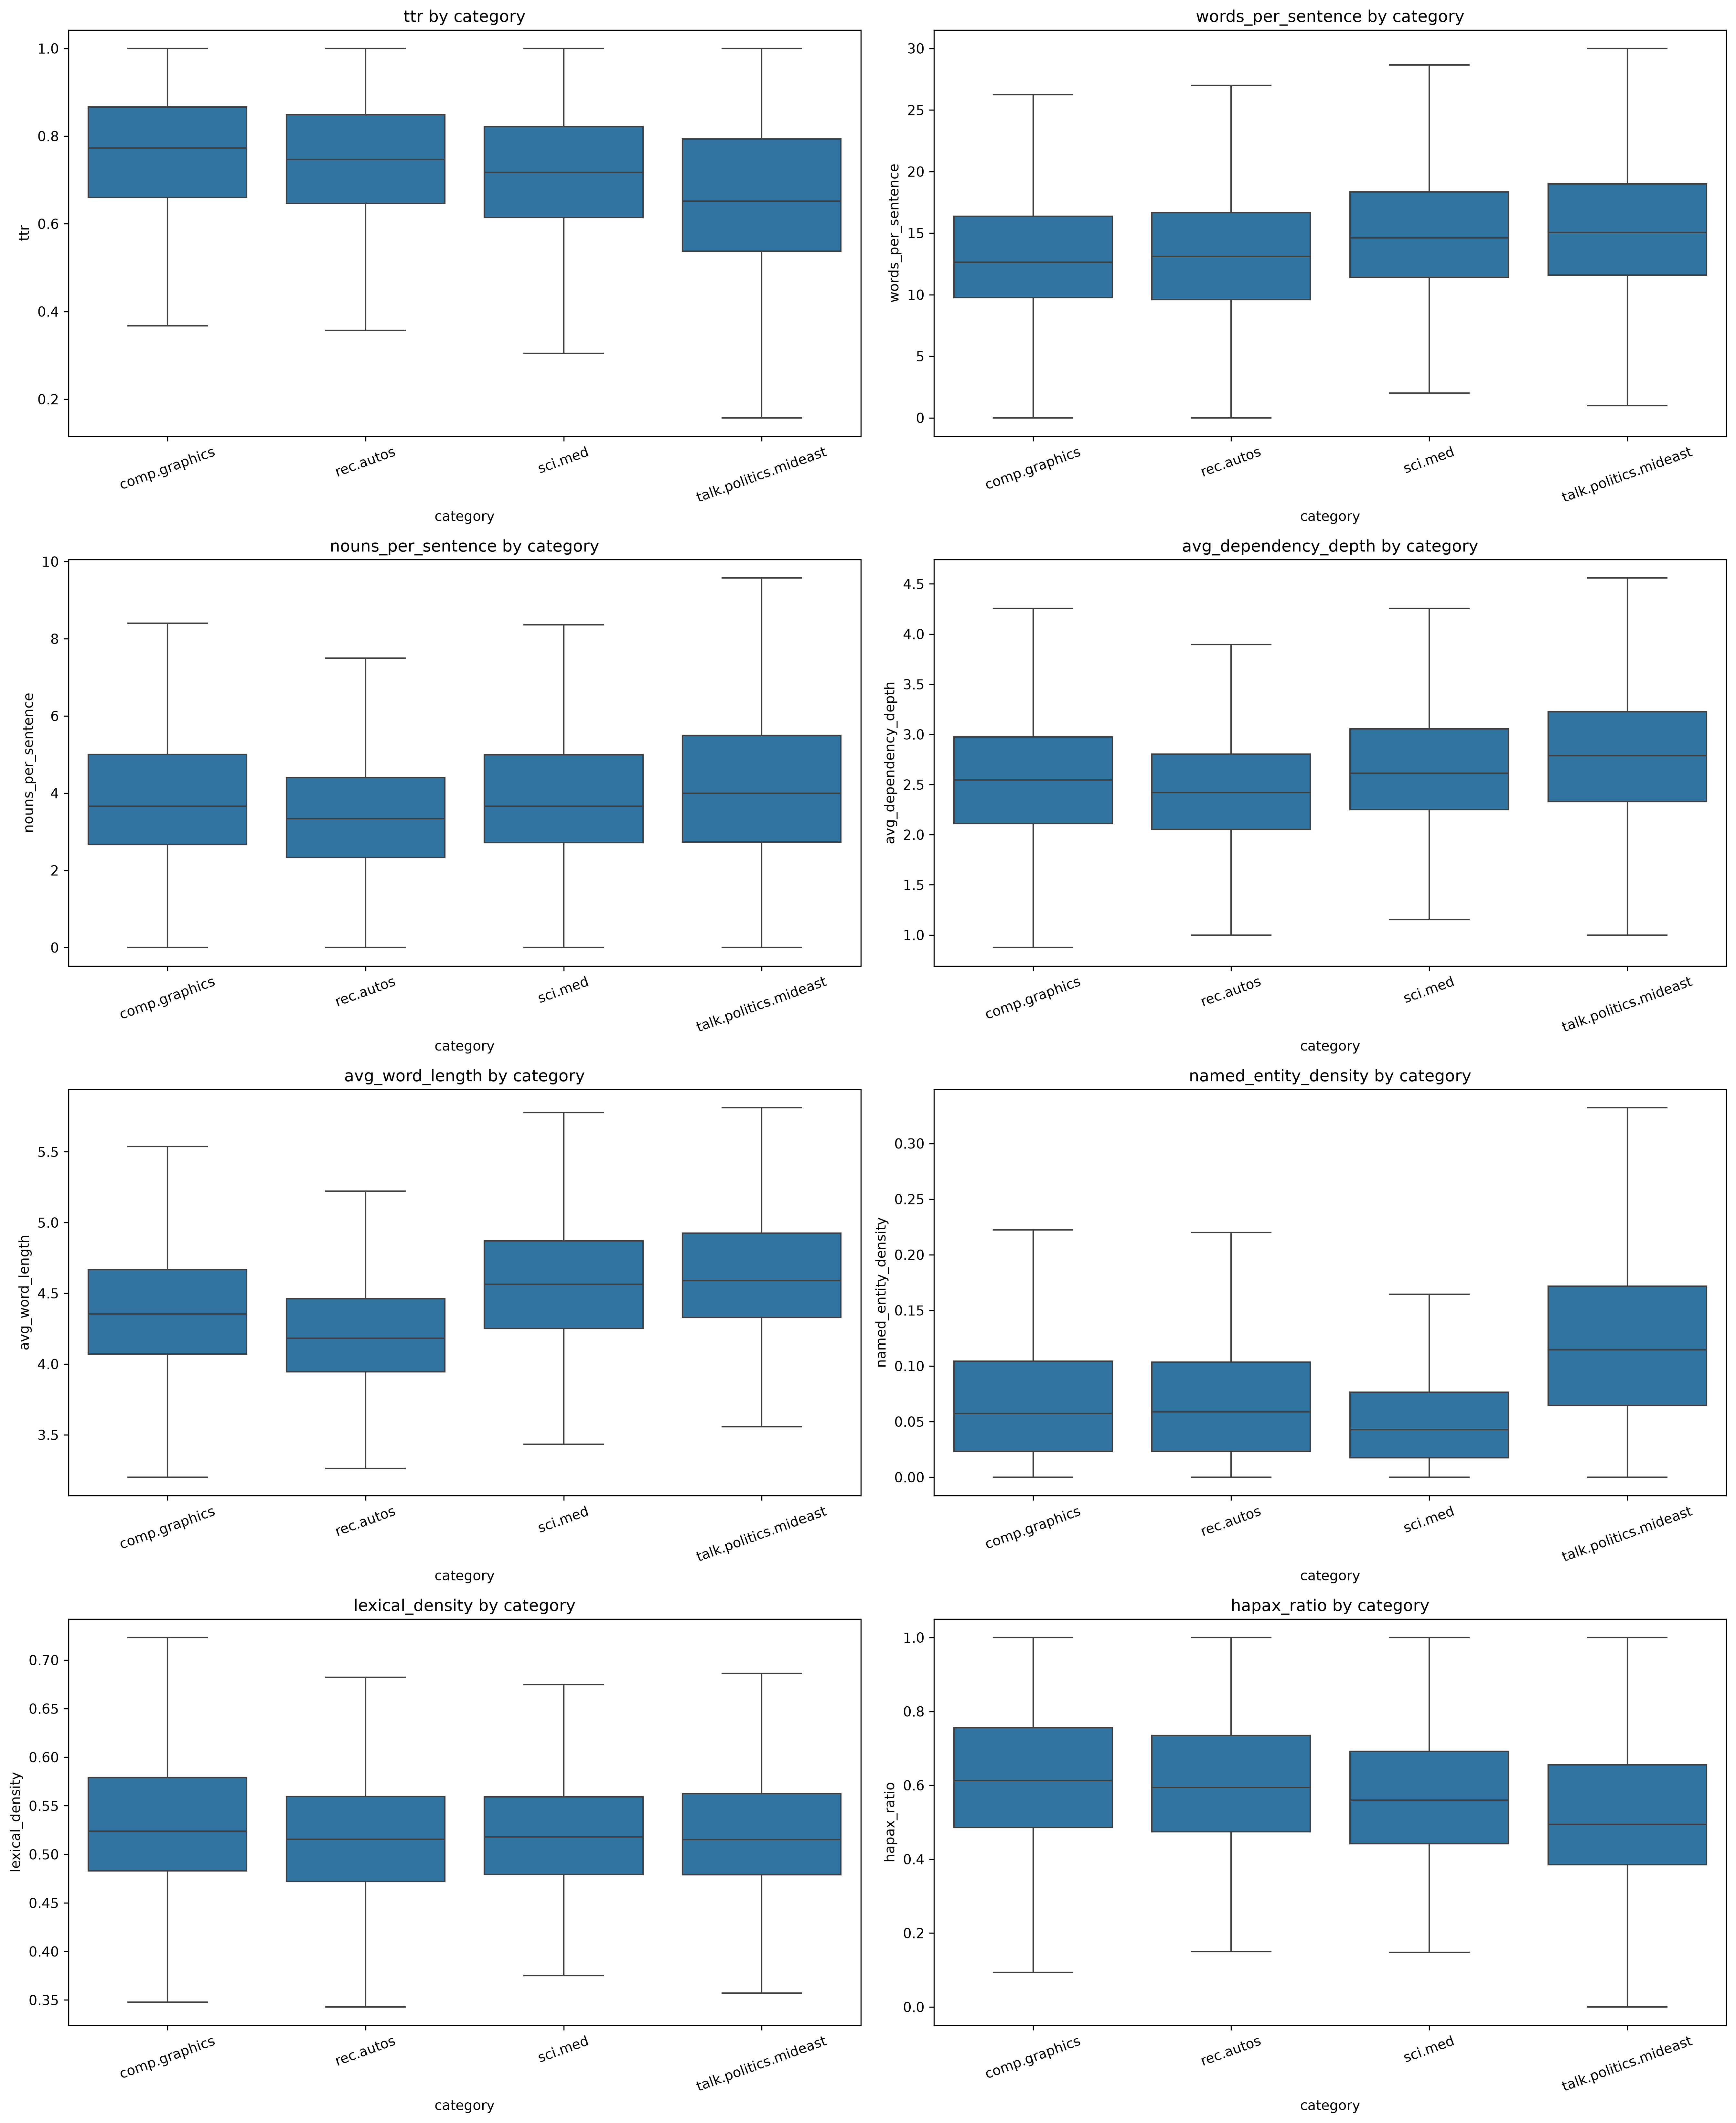 ttr by category
ttr
1.0
0.8
0.6
0.4
0.2
comp.graphics
rec.autos
sci.med
talk.politics.mideast
category
words_per_sentence by category
words_per_sentence
30
25
20
15
10
5
0
comp.graphics
rec.autos
sci.med
talk.politics.mideast
category
nouns_per_sentence by category
nouns_per_sentence
10
8
6
4
2
0
comp.graphics
rec.autos
sci.med
talk.politics.mideast
category
avg_dependency_depth by category
avg_dependency_depth
4.5
4.0
3.5
3.0
2.5
2.0
1.5
1.0
comp.graphics
rec.autos
sci.med
talk.politics.mideast
category
avg_word_length by category
avg_word_length
5.5
5.0
4.5
4.0
3.5
comp.graphics
rec.autos
sci.med
talk.politics.mideast
category
named_entity_density by category
named_entity_density
0.30
0.25
0.20
0.15
0.10
0.05
0.00
comp.graphics
rec.autos
sci.med
talk.politics.mideast
category
lexical_density by category
lexical_density
0.70
0.65
0.60
0.55
0.50
0.45
0.40
0.35
comp.graphics
rec.autos
sci.med
talk.politics.mideast
category
hapax_ratio by category
hapax_ratio
1.0
0.8
0.6
0.4
0.2
0.0
comp.graphics
rec.autos
sci.med
talk.politics.mideast
category